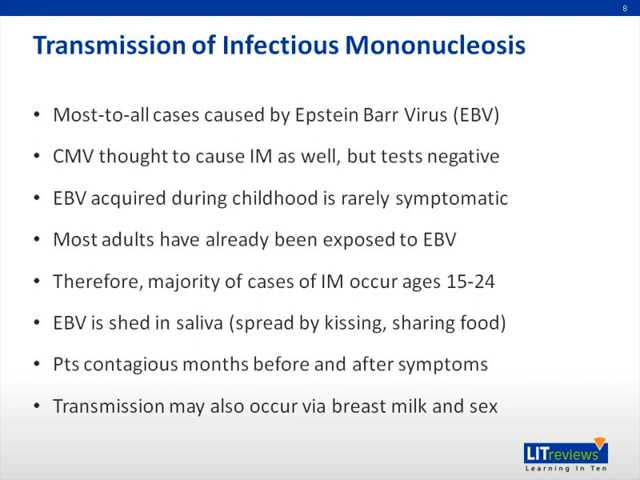 8
Transmission of Infectious Mononucleosis
• Most-to-all cases caused by Epstein Barr Virus (EBV)
• CMV thought to cause IM as well, but tests negative
• EBV acquired during childhood is rarely symptomatic
• Most adults have already been exposed to EBV
• Therefore, majority of cases of IM occur ages 15-24
• EBV is shed in saliva (spread by kissing, sharing food)
• Pts contagious months before and after symptoms
• Transmission may also occur via breast milk and sex
LITreviews
Learning In Ten